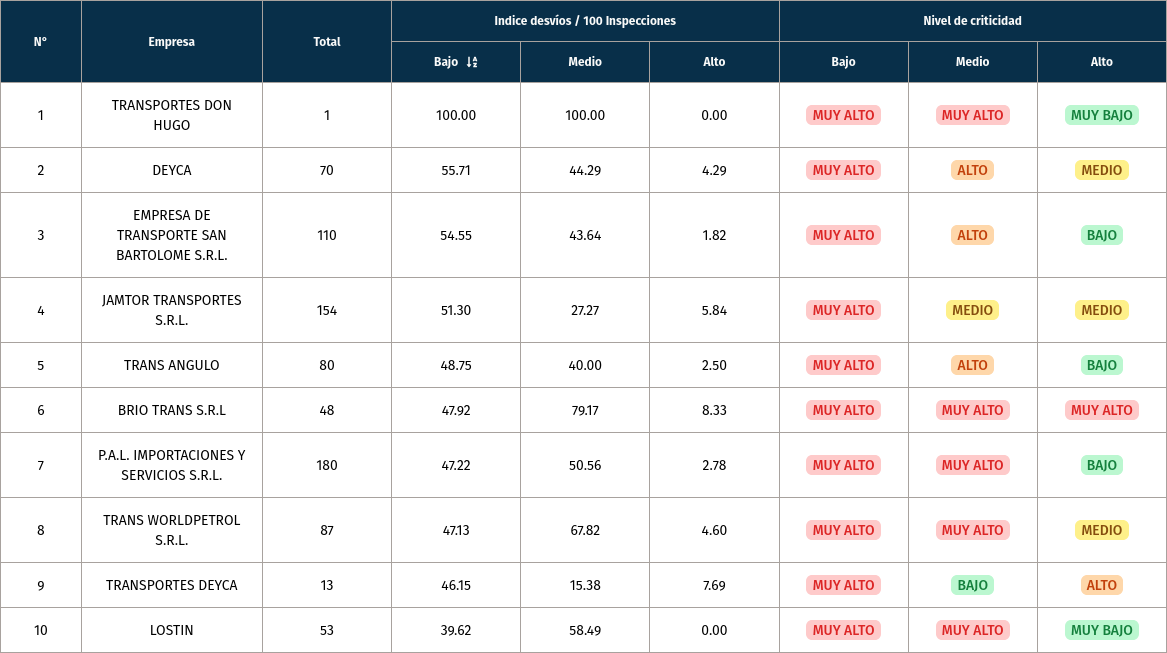 N° Empresa Total Indice desvíos / 100 Inspecciones Nivel de criticidad
Bajo Medio Alto Bajo Medio Alto
1 TRANSPORTES DON HUGO 1 100.00 100.00 0.00 MUY ALTO MUY ALTO MUY BAJO
2 DEYCA 70 55.71 44.29 4.29 MUY ALTO ALTO MEDIO
3 EMPRESA DE TRANSPORTE SAN BARTOLOME S.R.L. 110 54.55 43.64 1.82 MUY ALTO ALTO BAJO
4 JAMTOR TRANSPORTES S.R.L. 154 51.30 27.27 5.84 MUY ALTO MEDIO MEDIO
5 TRANS ANGULO 80 48.75 40.00 2.50 MUY ALTO ALTO BAJO
6 BRIO TRANS S.R.L 48 47.92 79.17 8.33 MUY ALTO MUY ALTO MUY ALTO
7 P.A.L. IMPORTACIONES Y SERVICIOS S.R.L. 180 47.22 50.56 2.78 MUY ALTO MUY ALTO BAJO
8 TRANS WORLDPETROL S.R.L. 87 47.13 67.82 4.60 MUY ALTO MUY ALTO MEDIO
9 TRANSPORTES DEYCA 13 46.15 15.38 7.69 MUY ALTO BAJO ALTO
10 LOSTIN 53 39.62 58.49 0.00 MUY ALTO MUY ALTO MUY BAJO